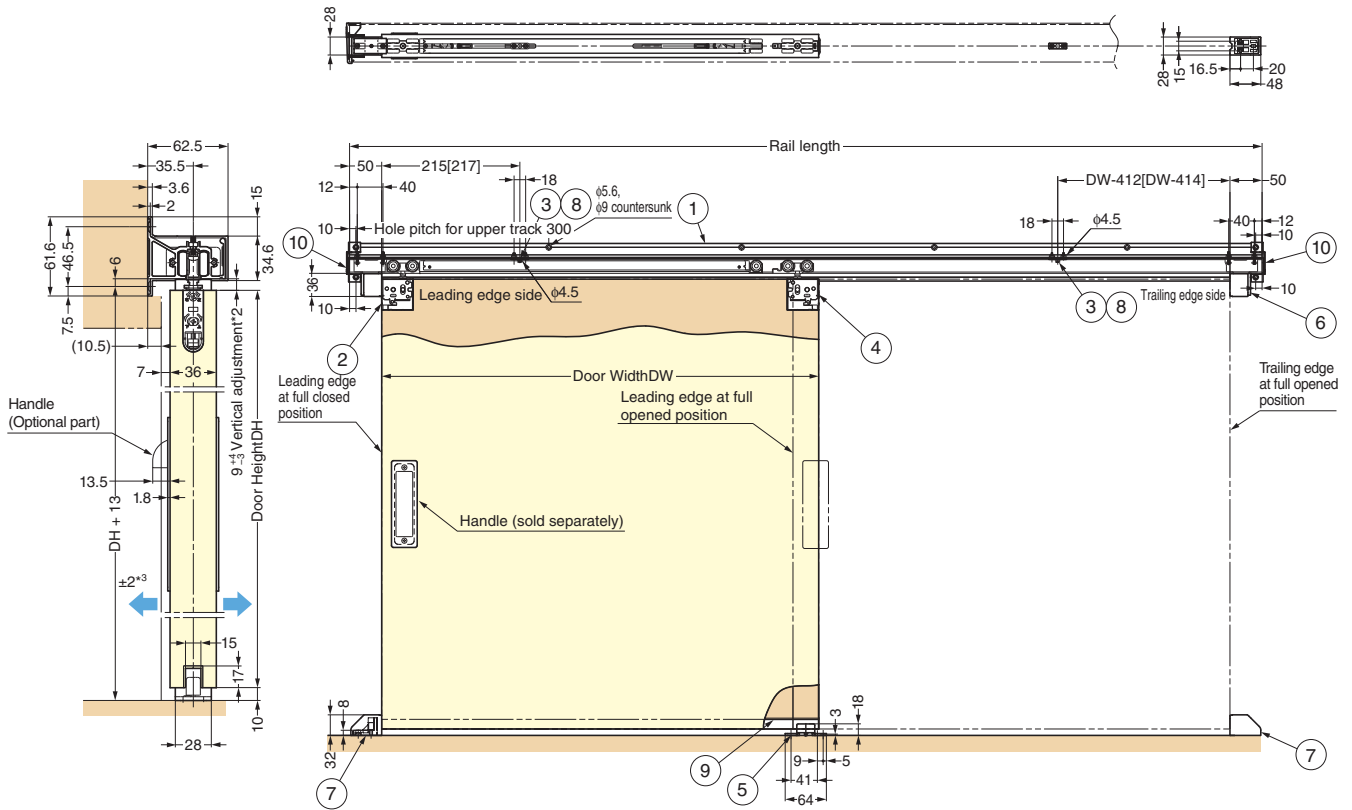 28
28
15
16.5
20
48
62.5
35.5
3.6
2
15
61.6
46.5
6
34.6
7.5
(10.5)
7
36
9 +4 -3 Vertical adjustment*2
Door HeightDH
Handle
(Optional part)
13.5
1.8
DH + 13
±2*3
15
17
10
28
Rail length
50
215[217]
DW-412[DW-414]
50
12
40
18
3
8
φ5.6,
φ9 countersunk
1
18
φ4.5
40
12
10
10
Hole pitch for upper track 300
10
10
36
Leading edge side
φ4.5
10
3
8
Trailing edge side
10
6
2
4
Leading edge
at full closed
position
Door WidthDW
Leading edge at full
opened position
Trailing edge
at full opened
position
Handle (sold separately)
8
32
7
3
18
9
5
9
5
41
64
7